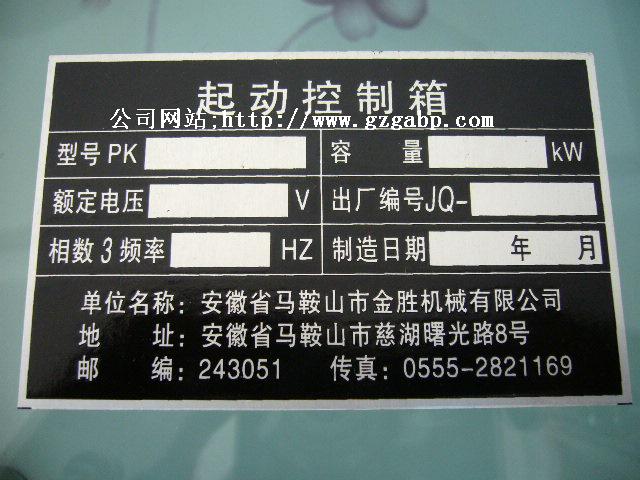 起动控制箱
公司网站;http://www.gzgabp.com
型号PK 容 量 kW
额定电压 V 出厂编号JQ-
相数3频率 HZ 制造日期 年 月
单位名称：安徽省马鞍山市金胜机械有限公司
地 址：安徽省马鞍山市慈湖曙光路8号
邮 编：243051 传真：0555-2821169